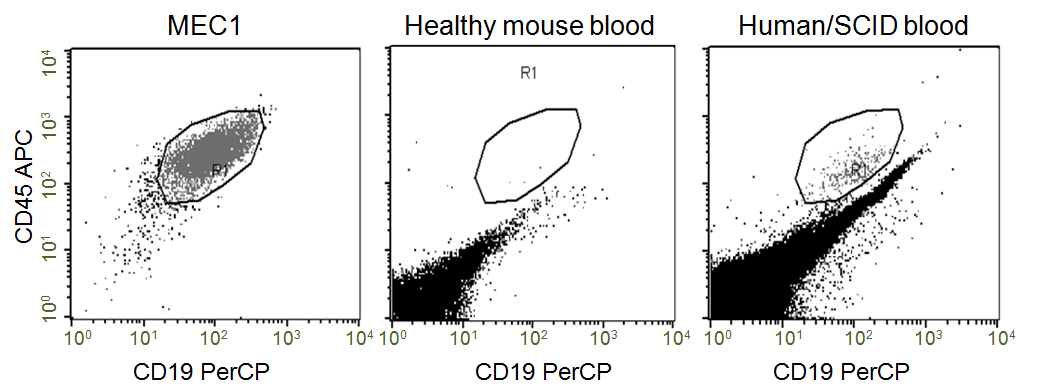 MEC1
Healthy mouse blood
Human/SCID blood
CD45 APC
10⁴
10³
10²
10¹
10⁰
R1
R1
R1
10⁰ 10¹ 10² 10³ 10⁴
10⁰ 10¹ 10² 10³ 10⁴
10⁰ 10¹ 10² 10³ 10⁴
CD19 PerCP
CD19 PerCP
CD19 PerCP